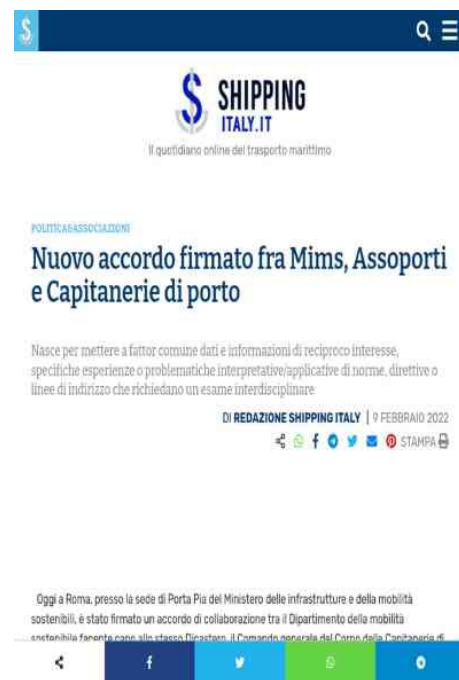 SHIPPING
ITALY.IT
Il quotidiano online del trasporto marittimo
POLITICA&ASSOCIAZIONI
Nuovo accordo firmato fra Mims, Assoporti
e Capitanerie di porto
Nasce per mettere a fattor comune dati e informazioni di reciproco interesse,
specifiche esperienze o problematiche interpretative/applicative di norme, direttive o
linee di indirizzo che richiedano un esame interdisciplinare
DI REDAZIONE SHIPPING ITALY | 9 FEBBRAIO 2022
STAMPA
Oggi a Roma, presso la sede di Porta Pia del Ministero delle infrastrutture e della mobilità
sostenibili, è stato firmato un accordo di collaborazione tra il Dipartimento della mobilità
sostenibile facente capo allo stesso Dicastero, il Comando generale del Corpo delle Capitanerie di